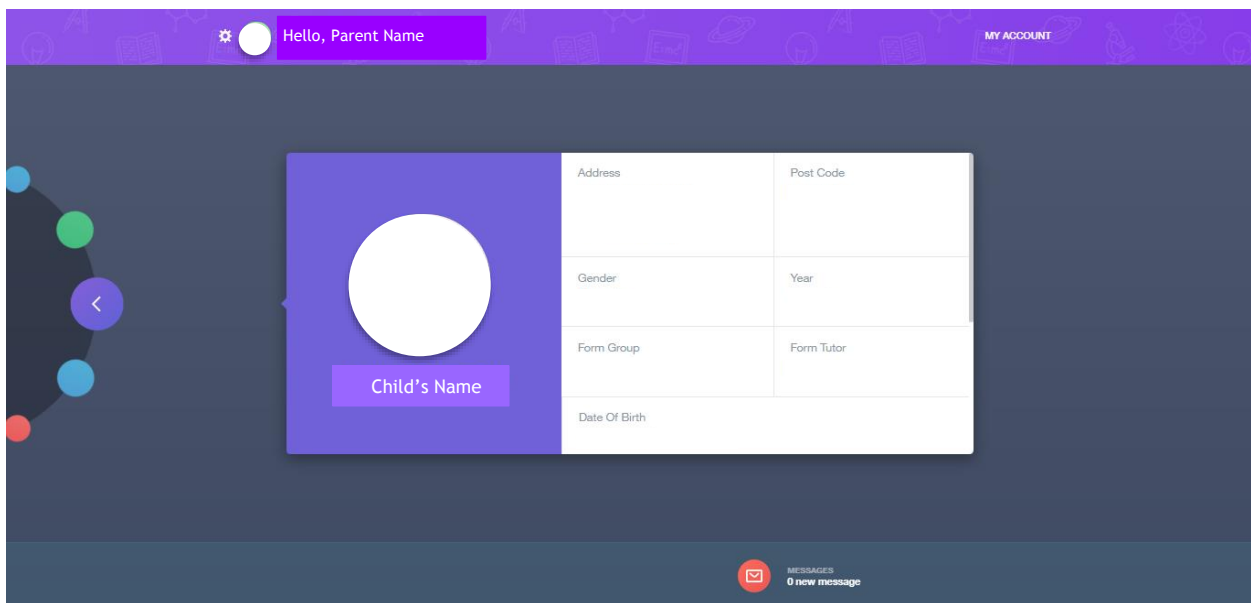 Hello, Parent Name
MY ACCOUNT
Address
Post Code
Gender
Year
Form Group
Form Tutor
Child’s Name
Date Of Birth
MESSAGES
0 new message